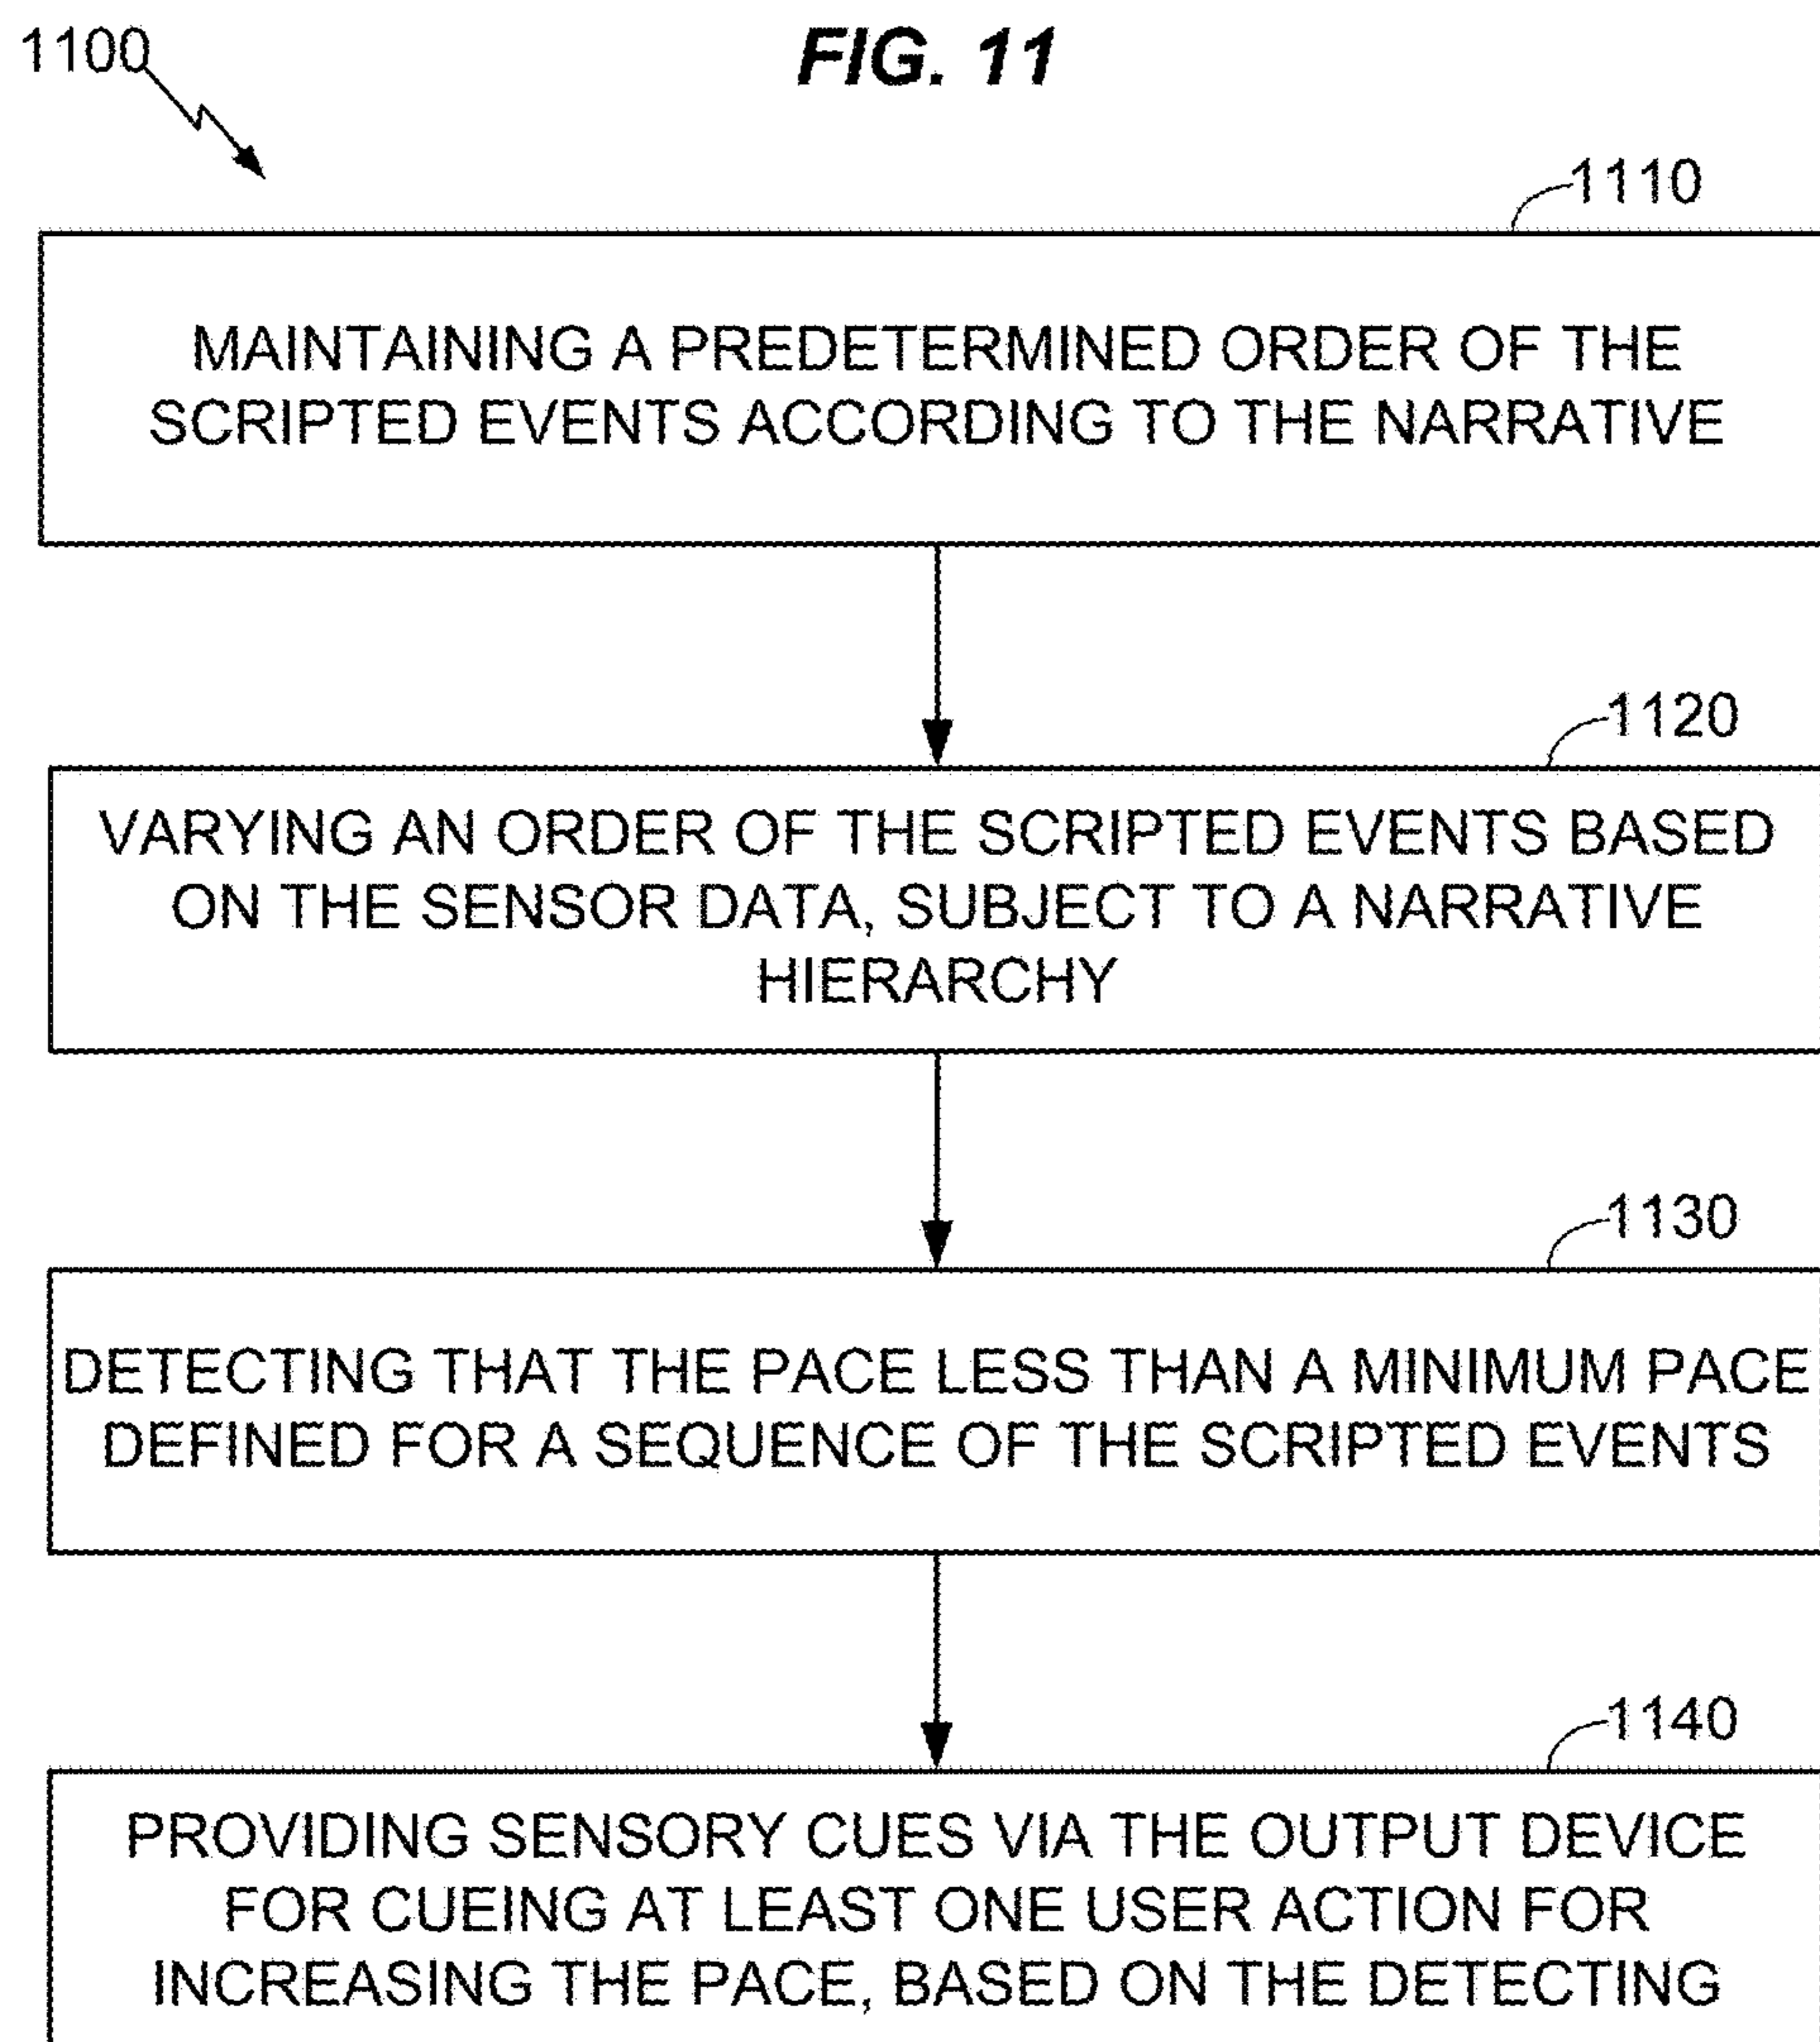 1100
FIG. 11
1110
MAINTAINING A PREDETERMINED ORDER OF THE
SCRIPTED EVENTS ACCORDING TO THE NARRATIVE
1120
VARYING AN ORDER OF THE SCRIPTED EVENTS BASED
ON THE SENSOR DATA, SUBJECT TO A NARRATIVE
HIERARCHY
1130
DETECTING THAT THE PACE LESS THAN A MINIMUM PACE
DEFINED FOR A SEQUENCE OF THE SCRIPTED EVENTS
1140
PROVIDING SENSORY CUES VIA THE OUTPUT DEVICE
FOR CUEING AT LEAST ONE USER ACTION FOR
INCREASING THE PACE, BASED ON THE DETECTING